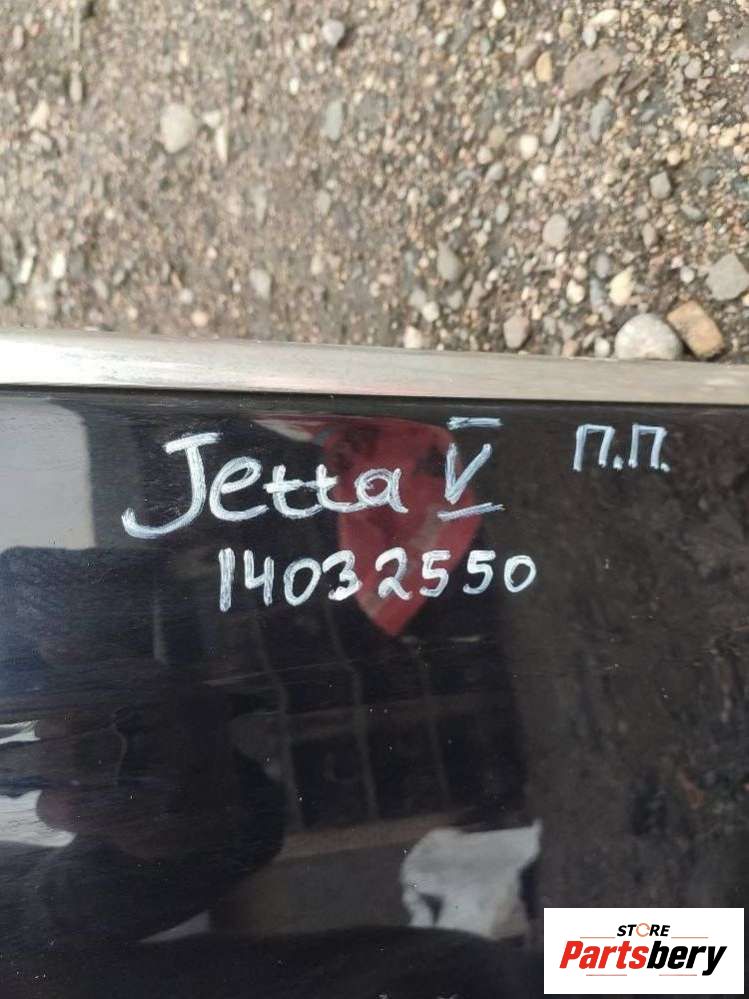 Jetta V п.п.
14032550
STORE
Partsbery